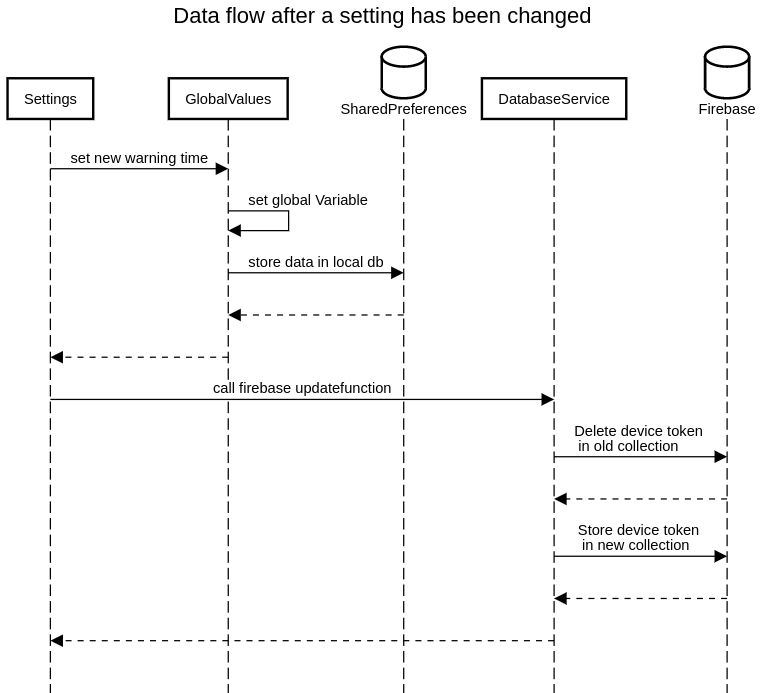 Data flow after a setting has been changed
Settings
GlobalValues
SharedPreferences
DatabaseService
Firebase
set new warning time
set global Variable
store data in local db
call firebase updatefunction
Delete device token
in old collection
Store device token
in new collection